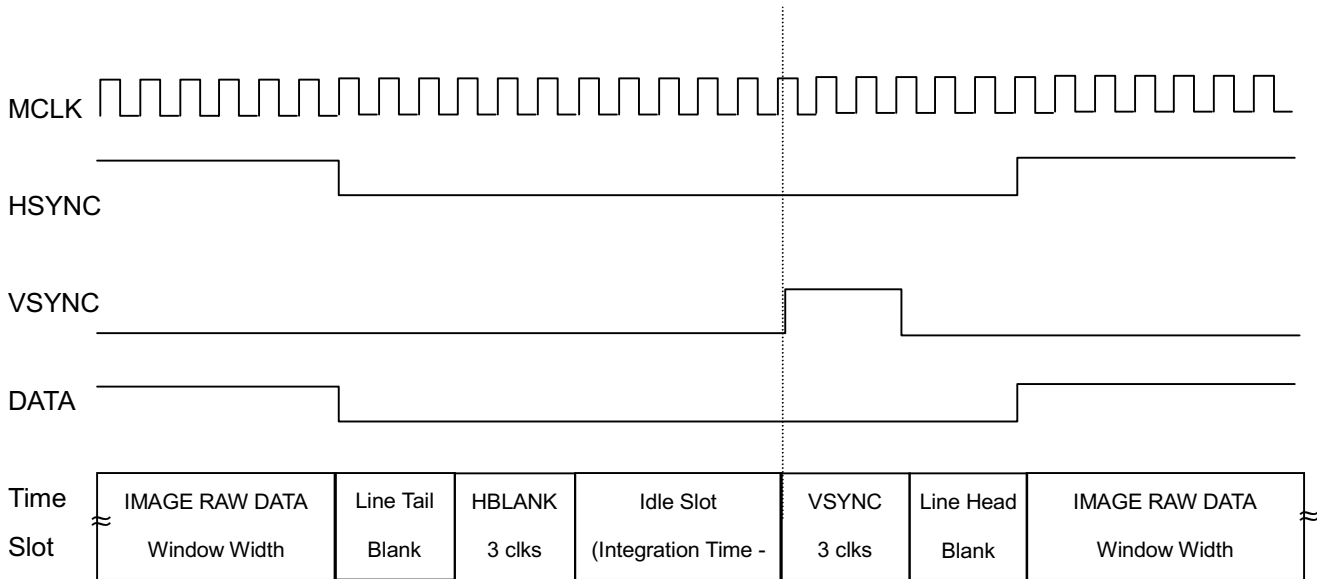 MCLK
HSYNC
VSYNC
DATA
Time
Slot
IMAGE RAW DATA
Window Width
Line Tail
Blank
HBLANK
3 clks
Idle Slot
(Integration Time -
VSYNC
3 clks
Line Head
Blank
IMAGE RAW DATA
Window Width